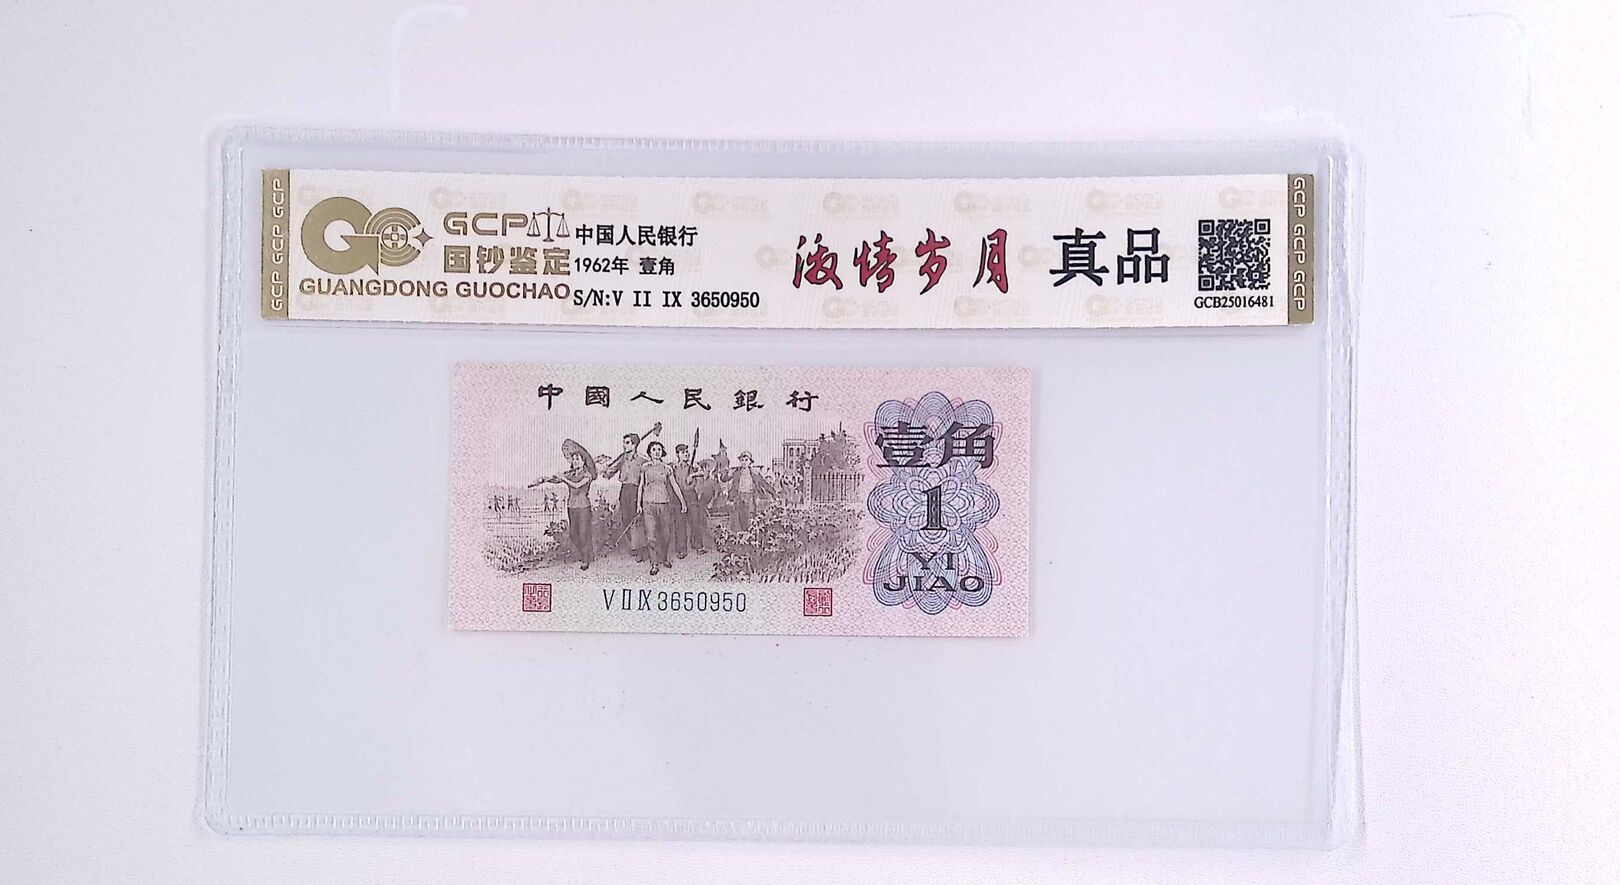 GCP GCP GCP
GCP
国钞鉴定
GUANGDONG GUOCHAO
中国人民银行
1962年 壹角
S/N:V II IX 3650950
激情岁月
真品
GCB25016481
GCP GCP GCP
中國人民銀行
壹角
1
YI
JIAO
V II IX 3650950